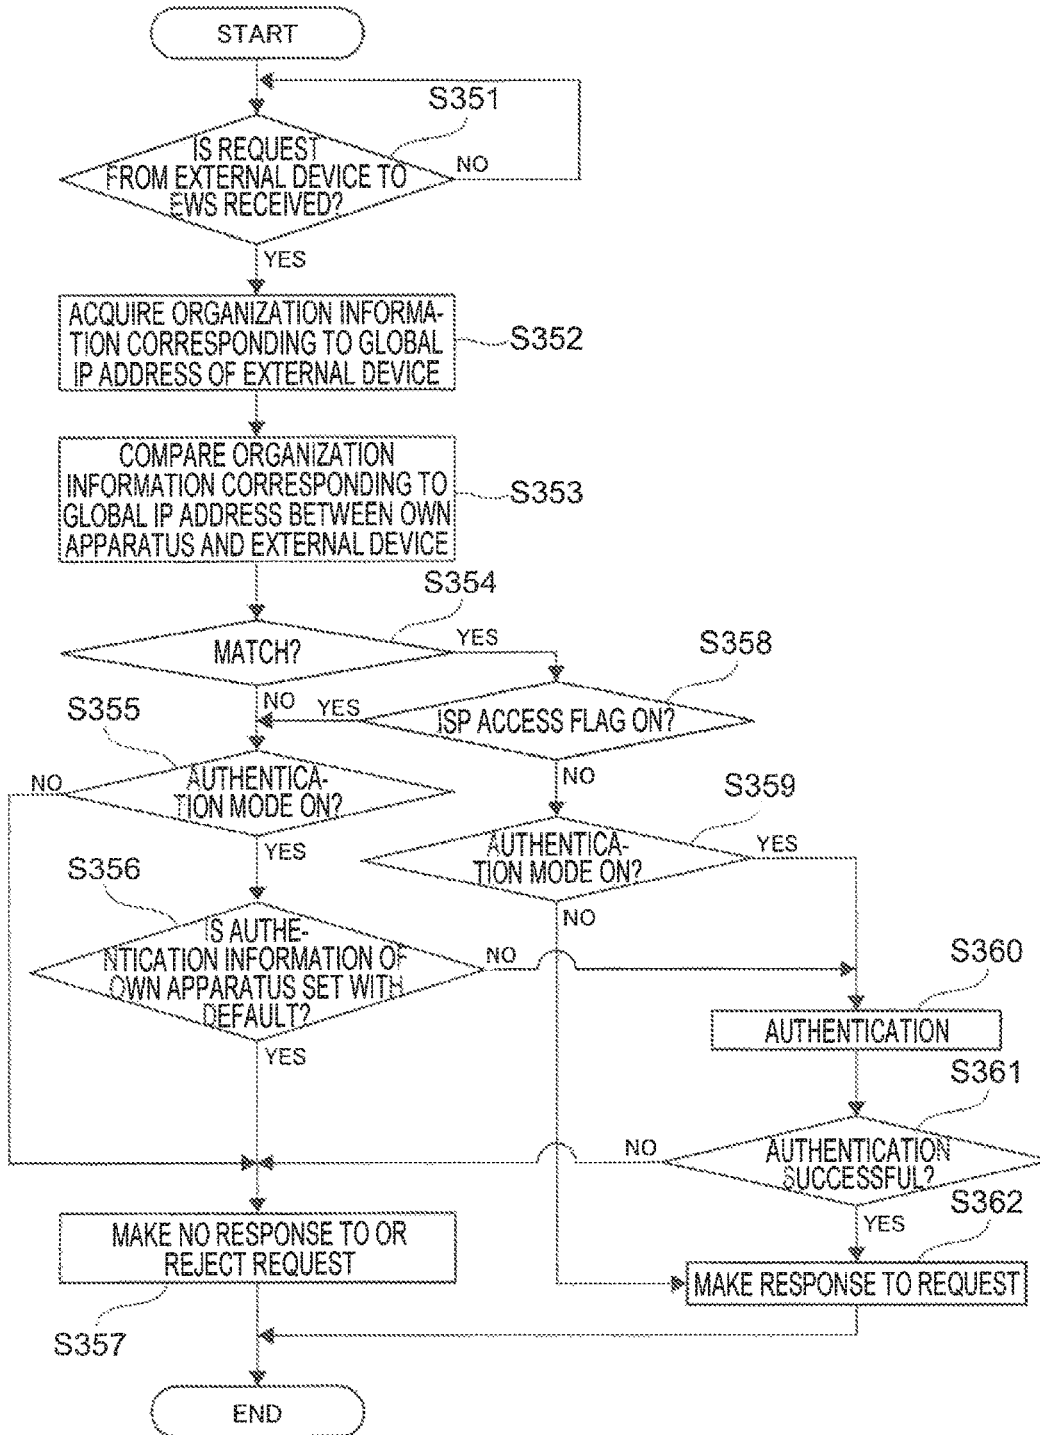 START
S351
IS REQUEST
FROM EXTERNAL DEVICE TO
EWS RECEIVED?
NO
YES
ACQUIRE ORGANIZATION INFORMA-
TION CORRESPONDING TO GLOBAL
IP ADDRESS OF EXTERNAL DEVICE
S352
COMPARE ORGANIZATION
INFORMATION CORRESPONDING TO
GLOBAL IP ADDRESS BETWEEN OWN
APPARATUS AND EXTERNAL DEVICE
S353
S354
MATCH?
YES
NO
S358
ISP ACCESS FLAG ON?
YES
NO
S355
AUTHENTICA-
TION MODE ON?
NO
YES
S359
AUTHENTICA-
TION MODE ON?
YES
NO
S356
IS AUTHE-
NTICATION INFORMATION OF
OWN APPARATUS SET WITH
DEFAULT?
NO
YES
S360
AUTHENTICATION
S361
AUTHENTICATION
SUCCESSFUL?
NO
YES
S362
MAKE RESPONSE TO REQUEST
MAKE NO RESPONSE TO OR
REJECT REQUEST
S357
END